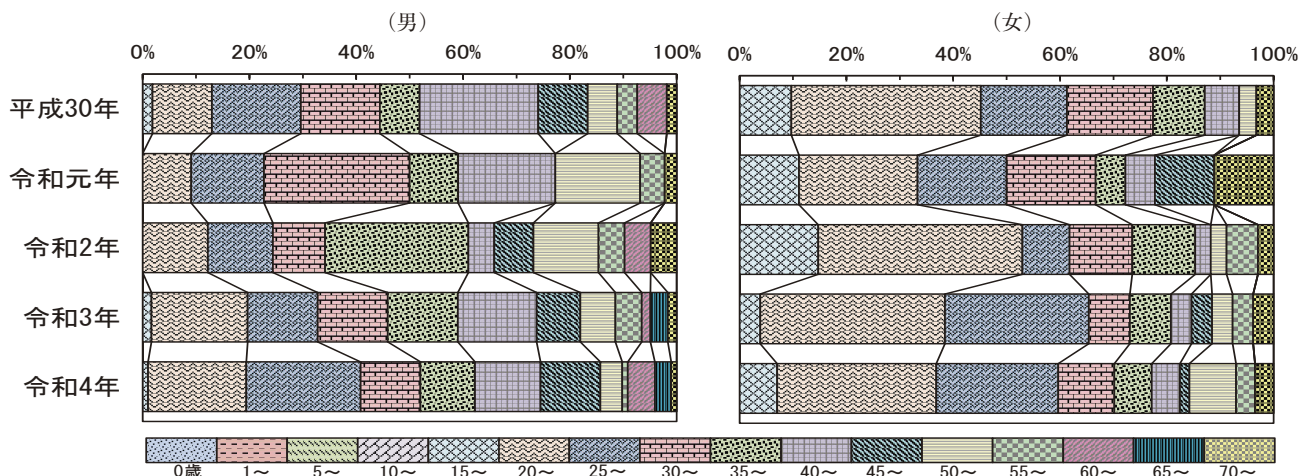 （男）
（女）
0% 20% 40% 60% 80% 100%
0% 20% 40% 60% 80% 100%
平成30年
令和元年
令和2年
令和3年
令和4年
0歳 1～ 5～ 10～ 15～ 20～ 25～ 30～ 35～ 40～ 45～ 50～ 55～ 60～ 65～ 70～